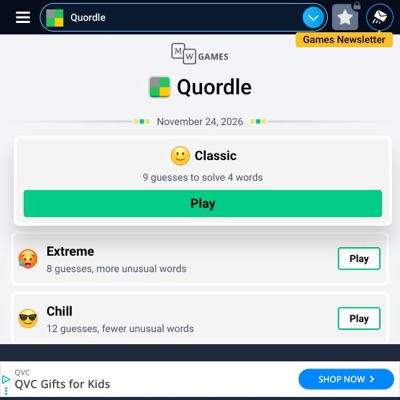 Quordle
Games Newsletter
M W GAMES
Quordle
November 24, 2026
Classic
9 guesses to solve 4 words
Play
Extreme
8 guesses, more unusual words
Play
Chill
12 guesses, fewer unusual words
Play
QVC
QVC Gifts for Kids
SHOP NOW